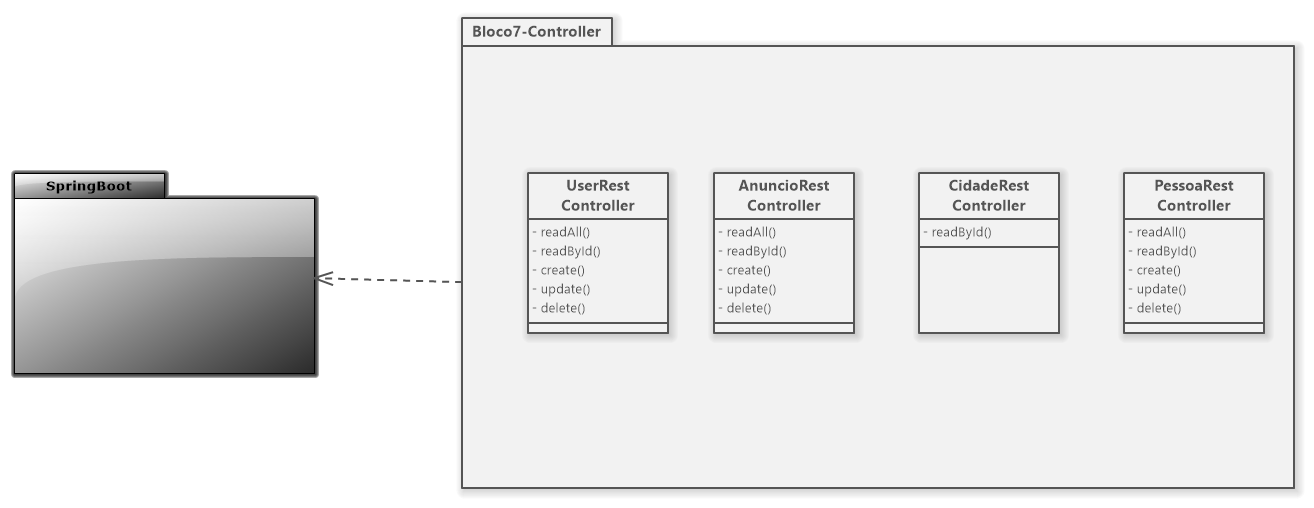 Bloco7-Controller
SpringBoot
UserRest
Controller
- readAll()
- readById()
- create()
- update()
- delete()
AnuncioRest
Controller
- readAll()
- readById()
- create()
- update()
- delete()
CidadeRest
Controller
- readById()
PessoaRest
Controller
- readAll()
- readById()
- create()
- update()
- delete()